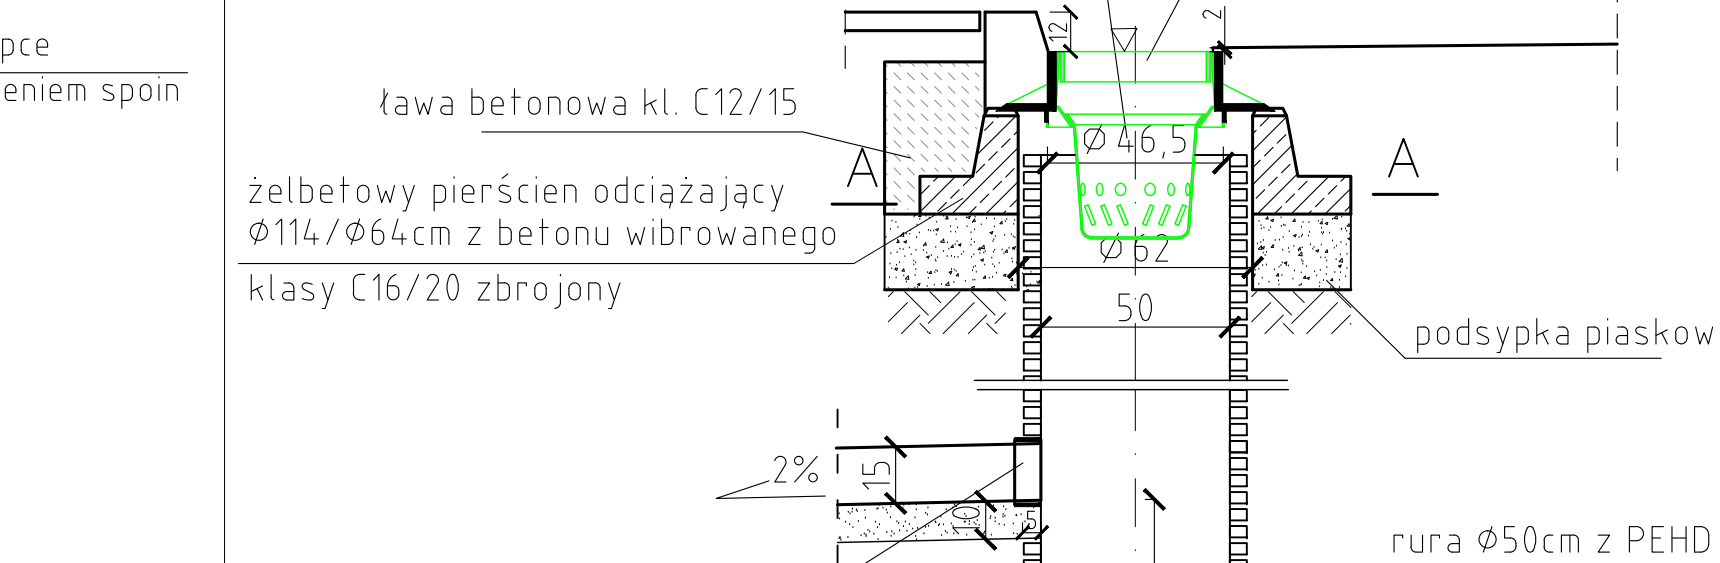 pce
eniem spoin
ława betonowa kl. C12/15
żelbetowy pierścien odciążający
Ø114/Ø64cm z betonu wibrowanego
klasy C16/20 zbrojony
12
2
A
A
Ø 46,5
Ø 62
50
podsypka piaskow
2%
15
10
5
rura Ø50cm z PEHD